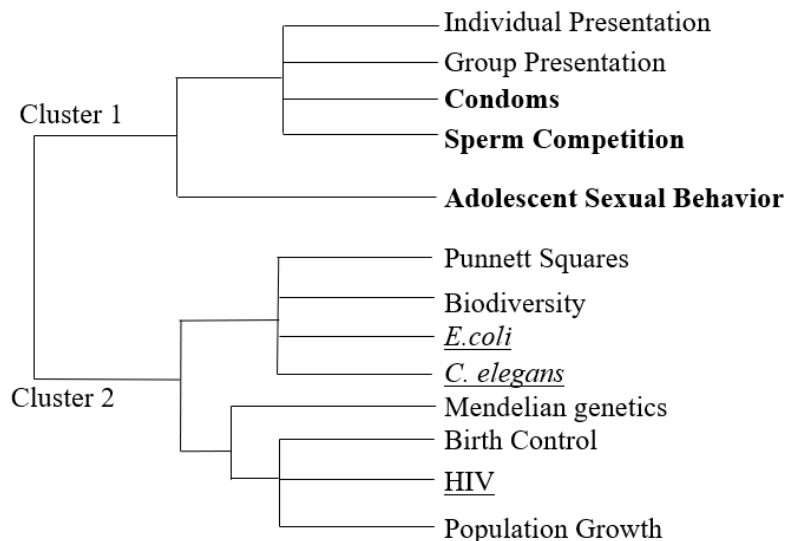 Individual Presentation
Group Presentation
Condoms
Cluster 1
Sperm Competition
Adolescent Sexual Behavior
Punnett Squares
Biodiversity
E.coli
C. elegans
Cluster 2
Mendelian genetics
Birth Control
HIV
Population Growth